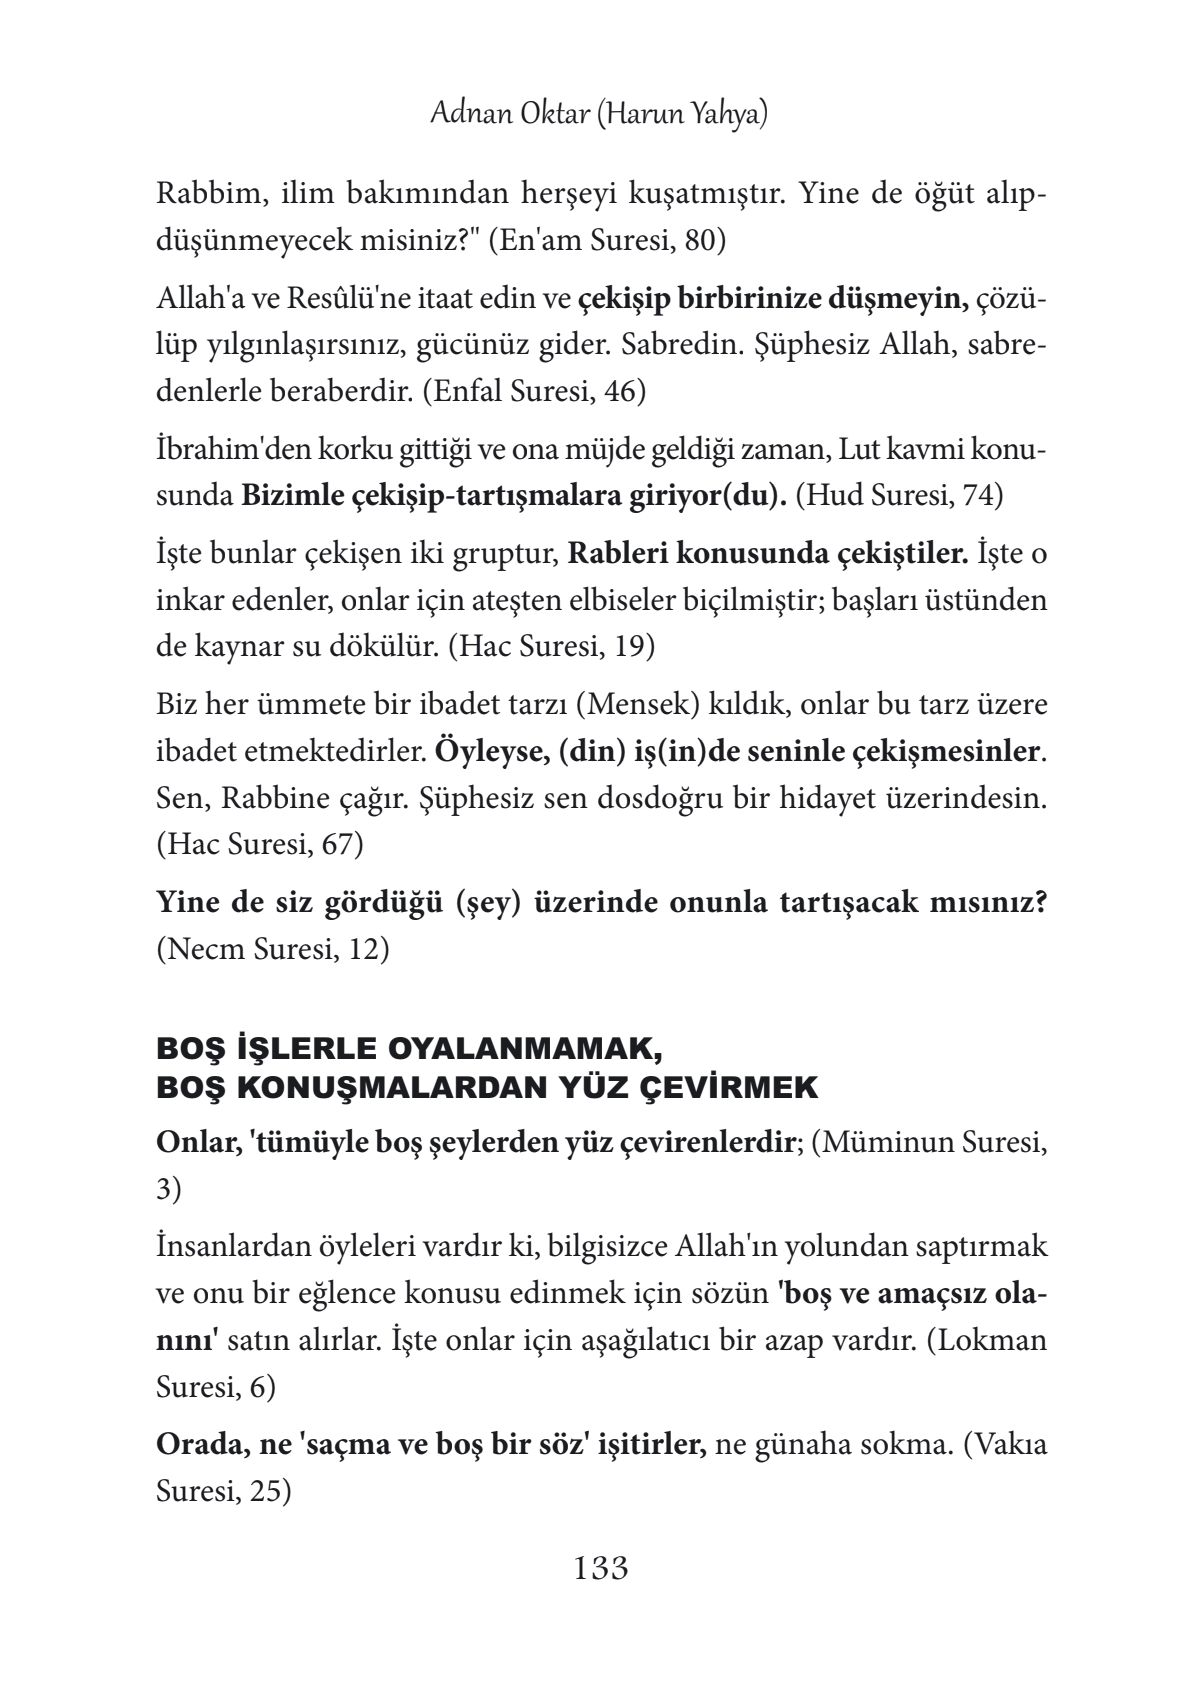 Adnan Oktar (Harun Yahya)
Rabbim, ilim bakımından herşeyi kuşatmıştır. Yine de öğüt alıp-
düşünmeyecek misiniz?" (En'am Suresi, 80)
Allah'a ve Resûlü'ne itaat edin ve çekişip birbirinize düşmeyin, çözü-
lüp yılgınlaşırsınız, gücünüz gider. Sabredin. Şüphesiz Allah, sabre-
denlerle beraberdir. (Enfal Suresi, 46)
İbrahim'den korku gittiği ve ona müjde geldiği zaman, Lut kavmi konu-
sunda Bizimle çekişip-tartışmalara giriyor(du). (Hud Suresi, 74)
İşte bunlar çekişen iki gruptur, Rableri konusunda çekiştiler. İşte o
inkar edenler, onlar için ateşten elbiseler biçilmiştir; başları üstünden
de kaynar su dökülür. (Hac Suresi, 19)
Biz her ümmete bir ibadet tarzı (Mensek) kıldık, onlar bu tarz üzere
ibadet etmektedirler. Öyleyse, (din) iş(in)de seninle çekişmesinler.
Sen, Rabbine çağır. Şüphesiz sen dosdoğru bir hidayet üzerindesin.
(Hac Suresi, 67)
Yine de siz gördüğü (şey) üzerinde onunla tartışacak mısınız?
(Necm Suresi, 12)
BOŞ İŞLERLE OYALANMAMAK,
BOŞ KONUŞMALARDAN YÜZ ÇEVİRMEK
Onlar, 'tümüyle boş şeylerden yüz çevirenlerdir; (Müminun Suresi,
3)
İnsanlardan öyleleri vardır ki, bilgisizce Allah'ın yolundan saptırmak
ve onu bir eğlence konusu edinmek için sözün 'boş ve amaçsız ola-
nını' satın alırlar. İşte onlar için aşağılatıcı bir azap vardır. (Lokman
Suresi, 6)
Orada, ne 'saçma ve boş bir söz' işitirler, ne günaha sokma. (Vakıa
Suresi, 25)
133